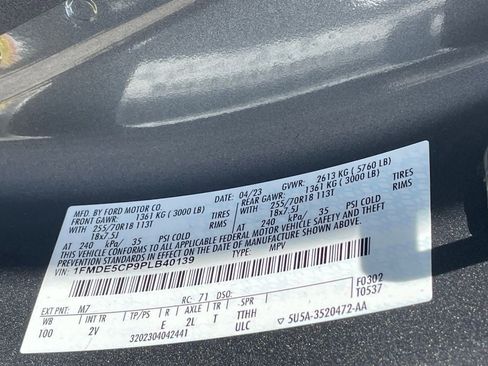 MFD. BY FORD MOTOR CO. DATE: 04/23 GVWR: 2613 KG ( 5760 LB)
FRONT GAWR: 1361 KG ( 3000 LB) REAR GAWR: 1361 KG ( 3000 LB)
WITH 255/70R18 113T TIRES WITH 255/70R18 113T TIRES
18x7.5J RIMS 18x7.5J RIMS
AT 240 kPa/ 35 PSI COLD AT 240 kPa/ 35 PSI COLD
THIS VEHICLE CONFORMS TO ALL APPLICABLE FEDERAL MOTOR VEHICLE SAFETY, BUMPER AND THEFT
PREVENTION STANDARDS IN EFFECT ON THE DATE OF MANUFACTURE SHOWN ABOVE.
VIN: 1FMDE5CP9PLB40139 TYPE: MPV
F0302
T0537
EXT PNT: M7 RC: 71 DSO:
WB INT TR TP/PS R AXLE TR SPR
100 2V E 2L T TTHH
3202304042441 ULC 5U5A-3520472-AA